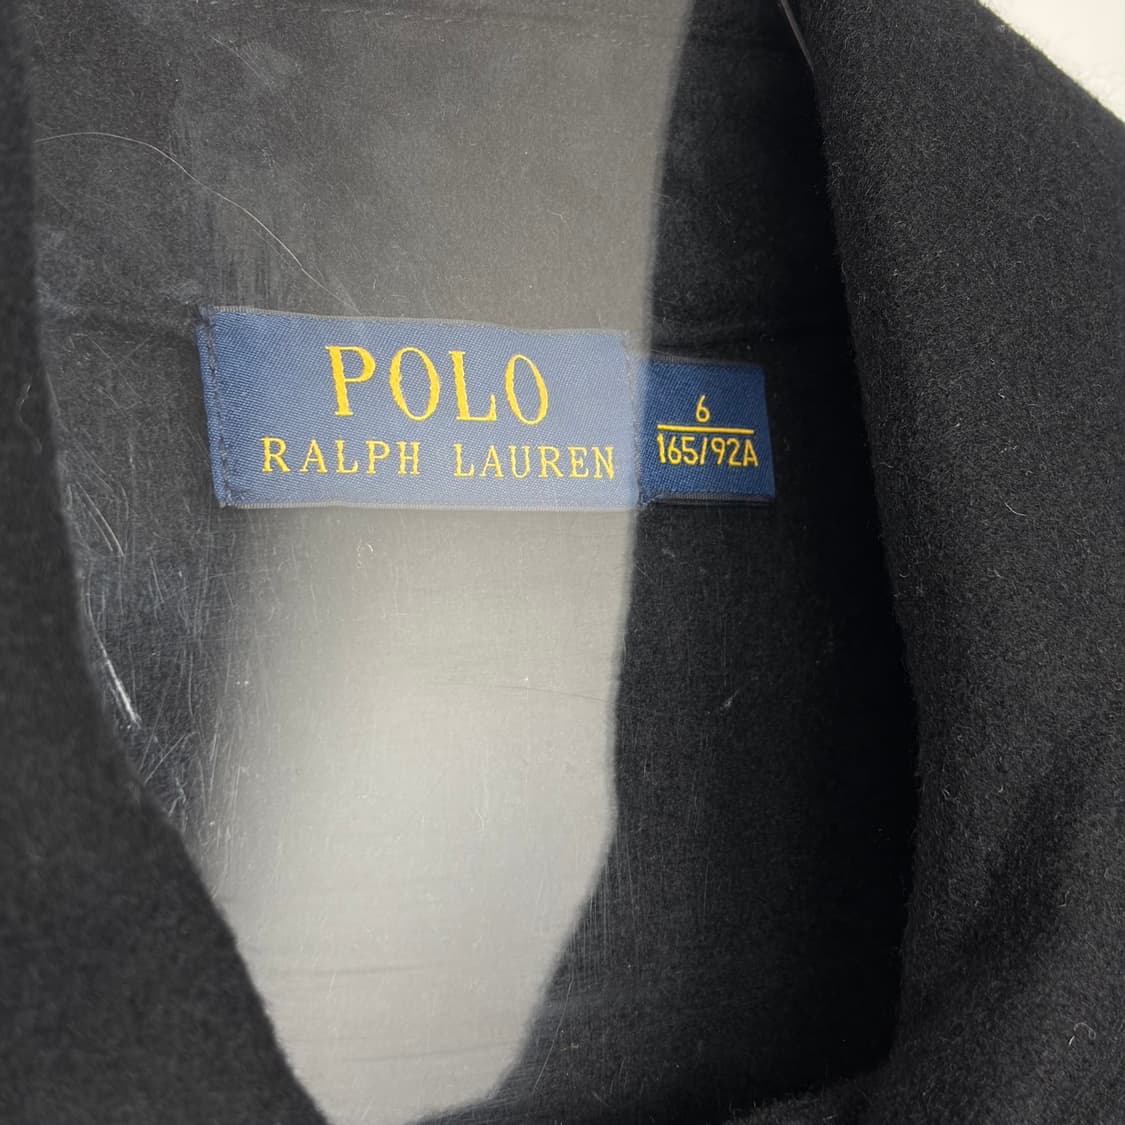 POLO
RALPH LAUREN
6
165/92A